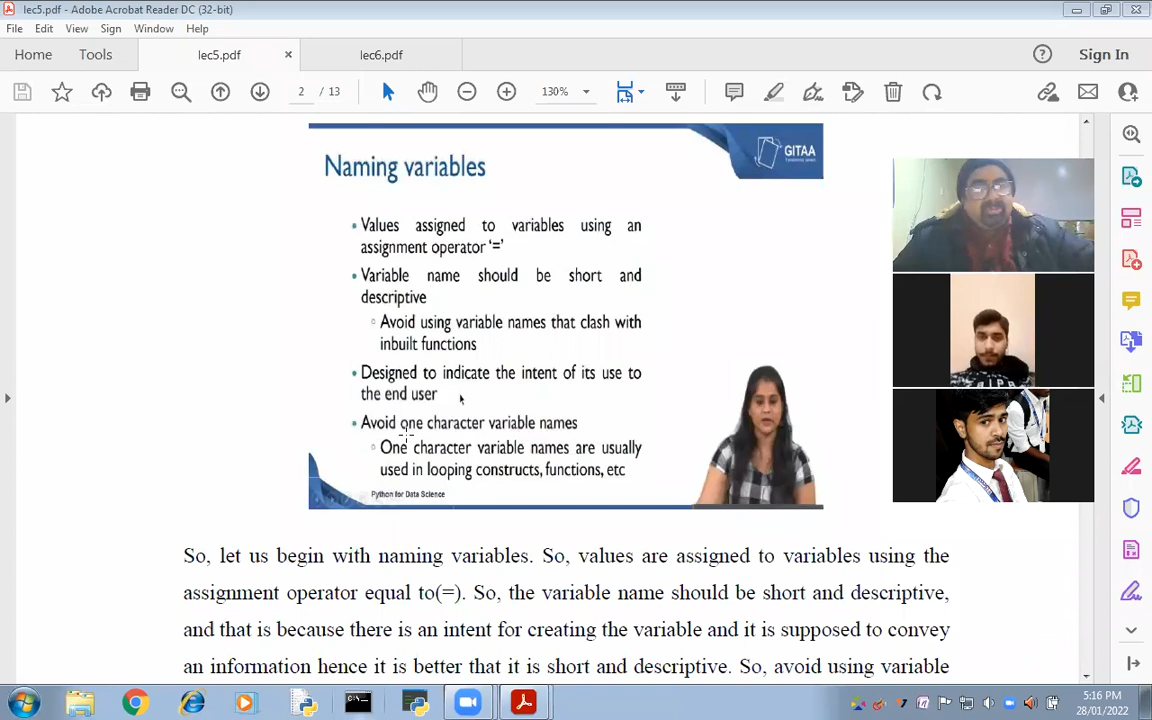 lec5.pdf - Adobe Acrobat Reader DC (32-bit)
File Edit View Sign Window Help
Home Tools lec5.pdf × lec6.pdf ? Sign In
2 / 13 130%
GITAA
Naming variables
• Values assigned to variables using an
assignment operator '='
• Variable name should be short and
descriptive
Avoid using variable names that clash with
inbuilt functions
• Designed to indicate the intent of its use to
the end user
• Avoid one character variable names
One character variable names are usually
used in looping constructs, functions, etc
Python for Data Science
So, let us begin with naming variables. So, values are assigned to variables using the
assignment operator equal to(=). So, the variable name should be short and descriptive,
and that is because there is an intent for creating the variable and it is supposed to convey
an information hence it is better that it is short and descriptive. So, avoid using variable
5:16 PM
28/01/2022